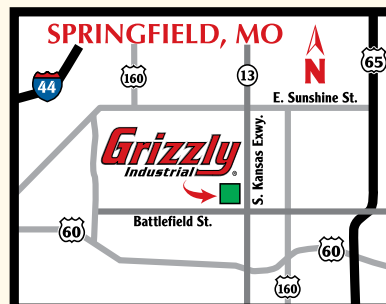 SPRINGFIELD, MO
N
44
160
13
65
E. Sunshine St.
Grizzly
Industrial ®
S. Kansas Exwy.
Battlefield St.
60
60
160